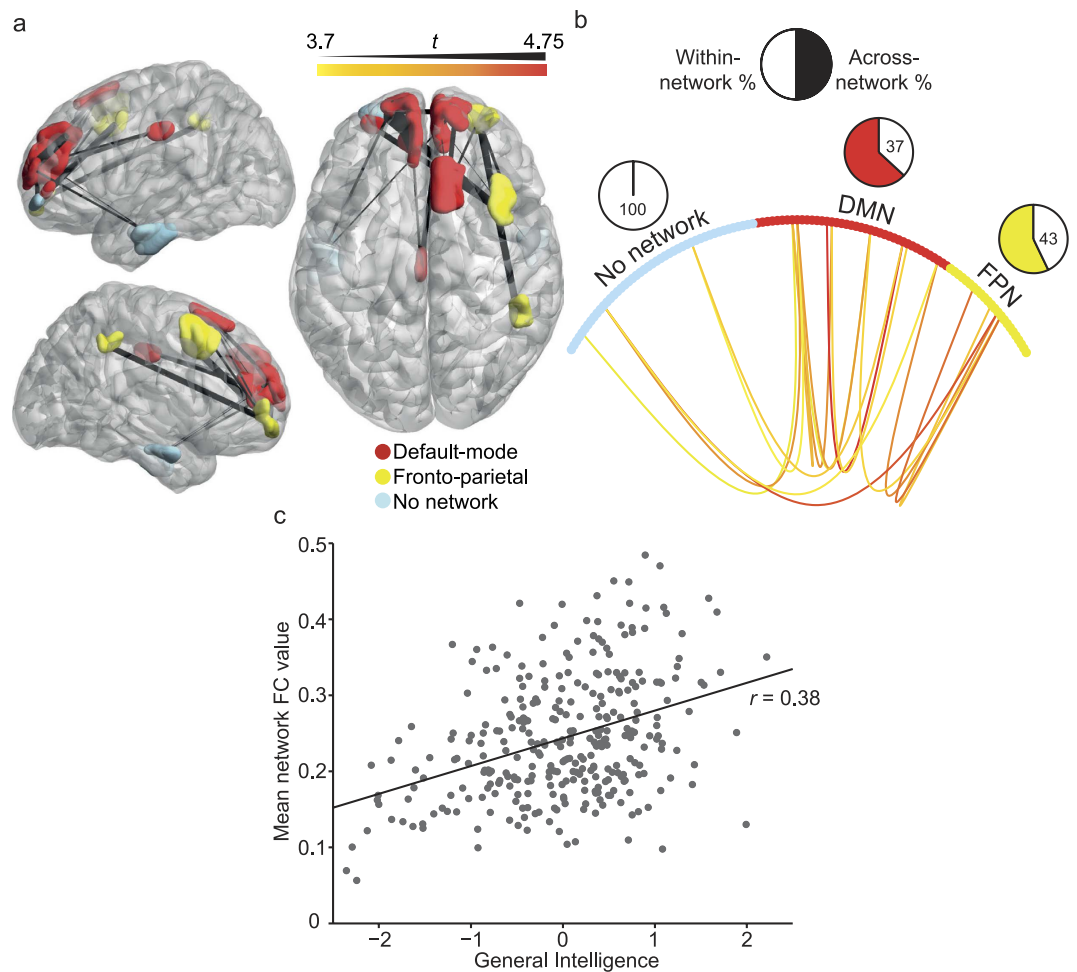 a
3.7 t 4.75
Default-mode
Fronto-parietal
No network
b
Within-
network %
Across-
network %
100
37
43
No network
DMN
FPN
c
Mean network FC value
0.5
0.4
0.3
0.2
0.1
0
r = 0.38
−2 −1 0 1 2
General Intelligence